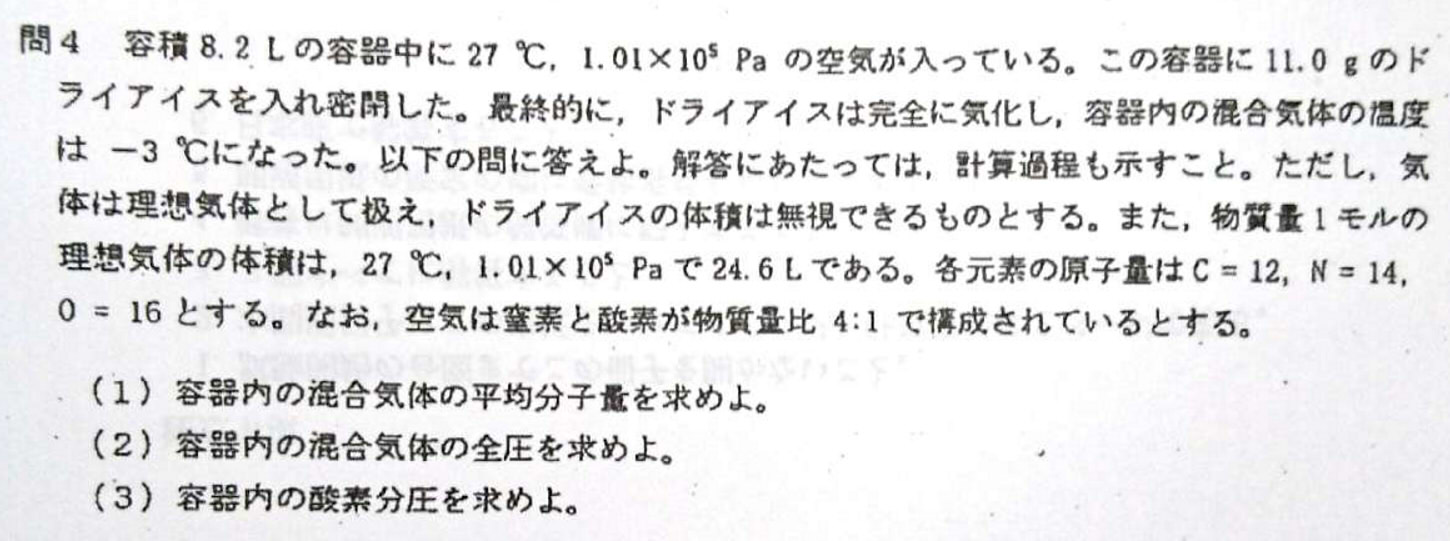 問4 容積 8.2 Lの容器中に 27 ℃, 1.01×10⁵ Pa の空気が入っている。この容器に 11.0 g のド
ライアイスを入れ密閉した。最終的に, ドライアイスは完全に気化し, 容器内の混合気体の温度
は −3 ℃になった。以下の問に答えよ。解答にあたっては, 計算過程も示すこと。ただし, 気
体は理想気体として扱え, ドライアイスの体積は無視できるものとする。また, 物質量1モルの
理想気体の体積は, 27 ℃, 1.01×10⁵ Pa で 24.6 L である。各元素の原子量は C = 12, N = 14,
O = 16 とする。なお, 空気は窒素と酸素が物質量比 4:1 で構成されているとする。
(1) 容器内の混合気体の平均分子量を求めよ。
(2) 容器内の混合気体の全圧を求めよ。
(3) 容器内の酸素分圧を求めよ。